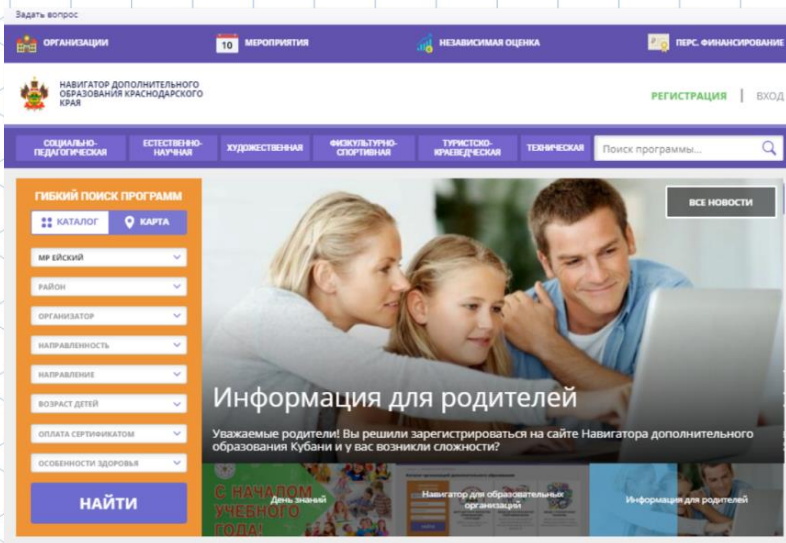 Задать вопрос
ОРГАНИЗАЦИИ
10 МЕРОПРИЯТИЯ
НЕЗАВИСИМАЯ ОЦЕНКА
ПЕРС. ФИНАНСИРОВАНИЕ
НАВИГАТОР ДОПОЛНИТЕЛЬНОГО
ОБРАЗОВАНИЯ КРАСНОДАРСКОГО
КРАЯ
РЕГИСТРАЦИЯ | ВХОД
СОЦИАЛЬНО-
ПЕДАГОГИЧЕСКАЯ
ЕСТЕСТВЕННО-
НАУЧНАЯ
ХУДОЖЕСТВЕННАЯ
ФИЗКУЛЬТУРНО-
СПОРТИВНАЯ
ТУРИСТСКО-
КРАЕВЕДЧЕСКАЯ
ТЕХНИЧЕСКАЯ
Поиск программы...
ГИБКИЙ ПОИСК ПРОГРАММ
КАТАЛОГ
КАРТА
МР ЕЙСКИЙ
РАЙОН
ОРГАНИЗАТОР
НАПРАВЛЕННОСТЬ
НАПРАВЛЕНИЕ
ВОЗРАСТ ДЕТЕЙ
ОПЛАТА СЕРТИФИКАТОМ
ОСОБЕННОСТИ ЗДОРОВЬЯ
НАЙТИ
ВСЕ НОВОСТИ
Информация для родителей
Уважаемые родители! Вы решили зарегистрироваться на сайте Навигатора дополнительного
образования Кубани и у вас возникли сложности?
С НАЧАЛОМ
УЧЕБНОГО
ГОДА!
День знаний
Навигатор для образовательных
организаций
Информация для родителей